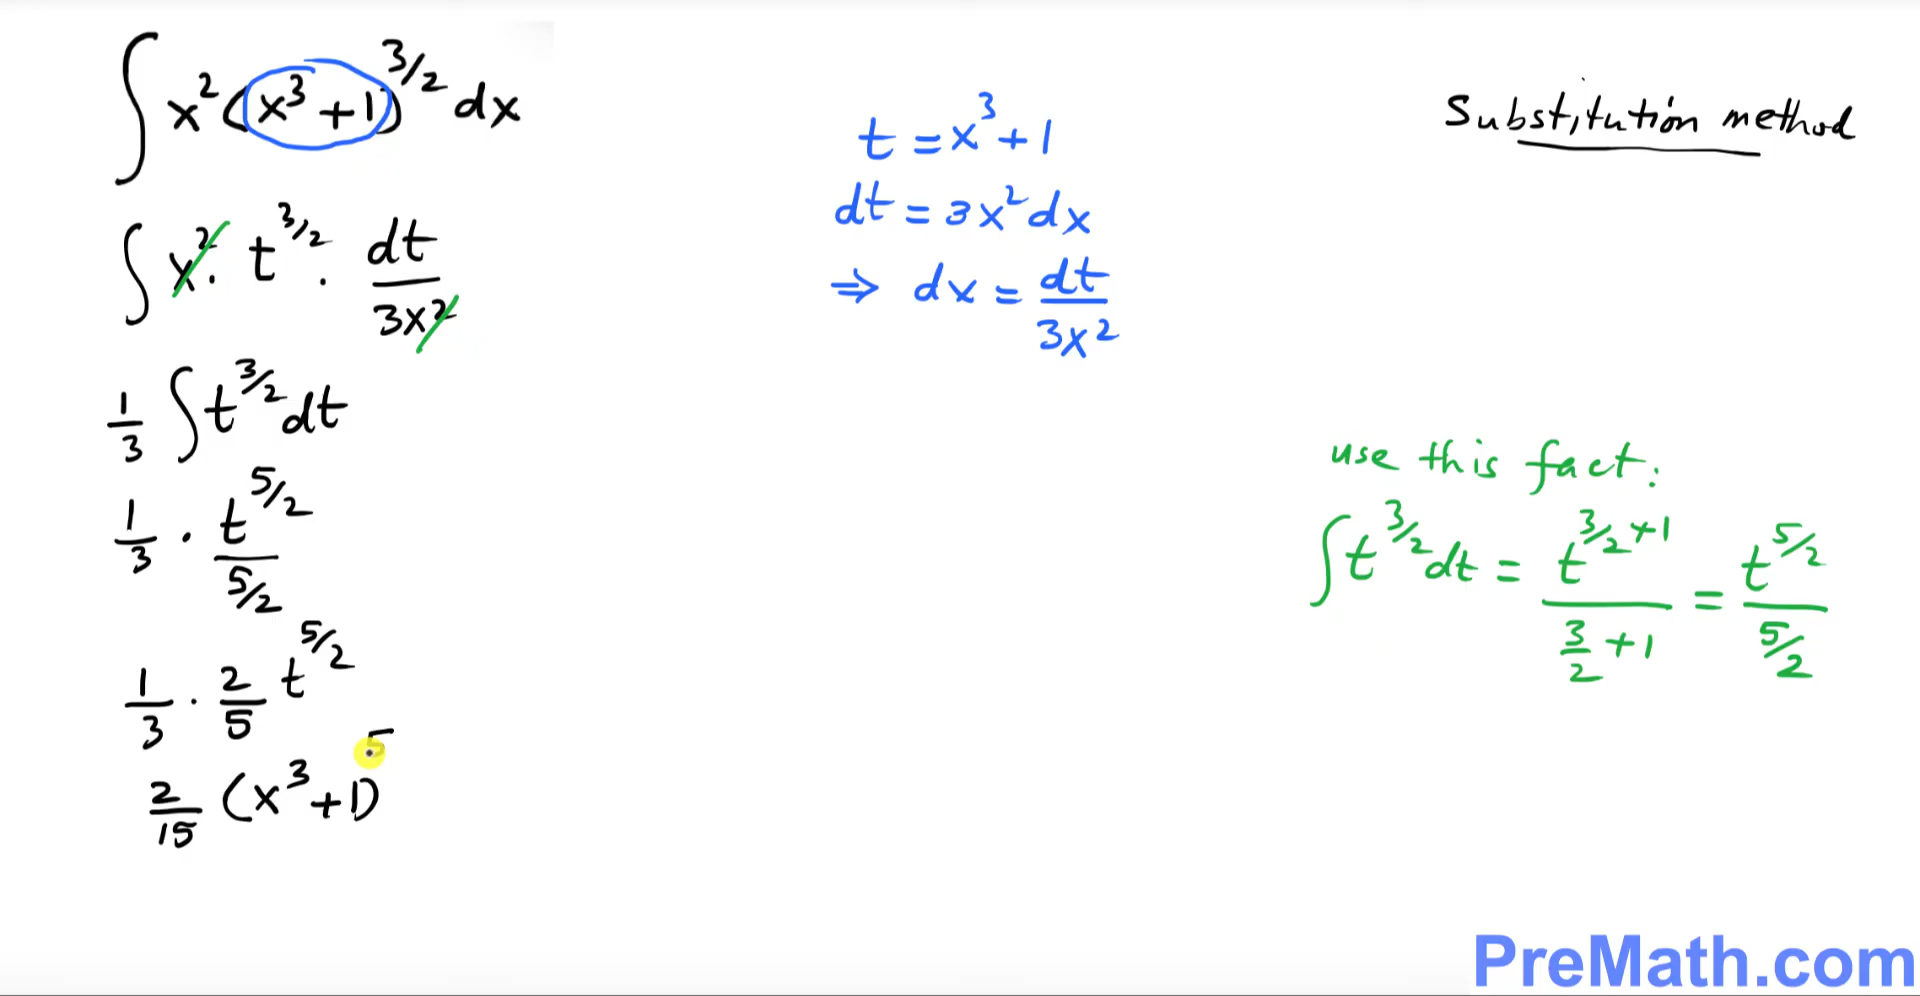 ∫ x²(x³+1)^3/2 dx
∫ x² · t^3/2 · dt/3x²
1/3 ∫ t^3/2 dt
1/3 · t^5/2 / 5/2
1/3 · 2/5 t^5/2
2/15 (x³+1)^5
t = x³+1
dt = 3x² dx
⇒ dx = dt/3x²
Substitution method
use this fact:
∫ t^3/2 dt = t^3/2+1 / 3/2 +1 = t^5/2 / 5/2
PreMath.com